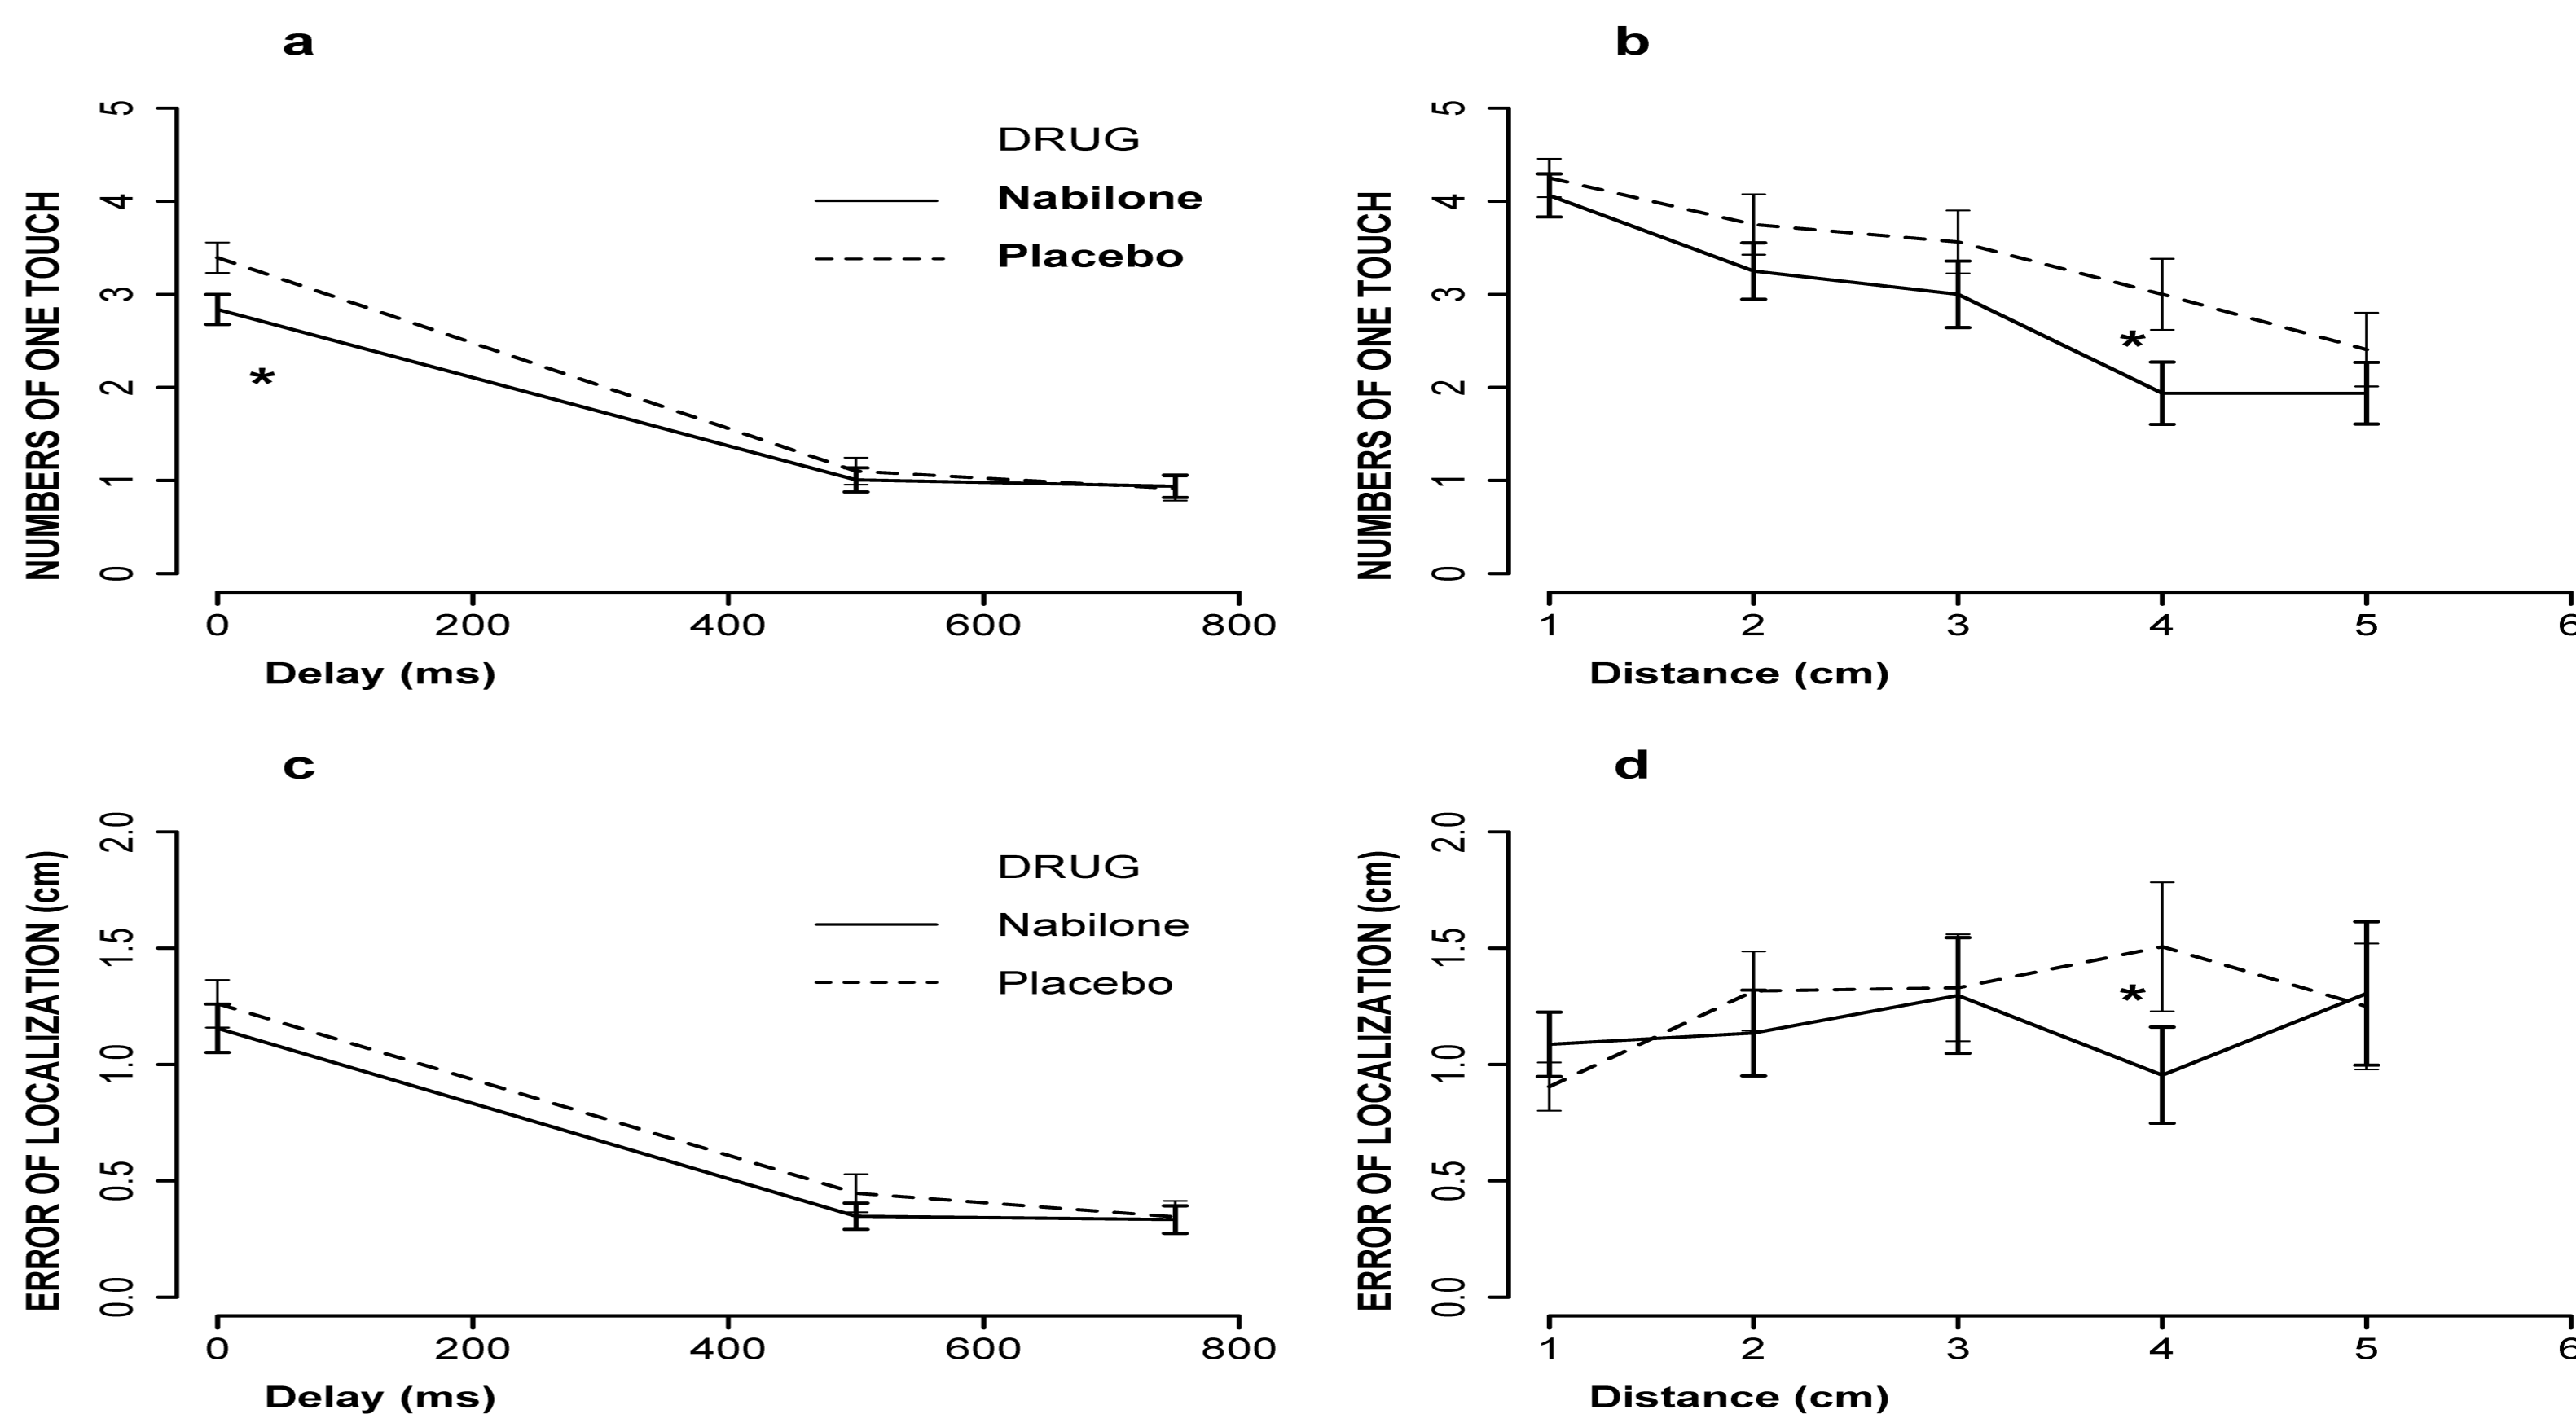 a
NUMBERS OF ONE TOUCH
5
4
3
2
1
0
DRUG
Nabilone
Placebo
*
0 200 400 600 800
Delay (ms)
b
NUMBERS OF ONE TOUCH
5
4
3
2
1
0
*
1 2 3 4 5 6
Distance (cm)
c
ERROR OF LOCALIZATION (cm)
2.0
1.5
1.0
0.5
0.0
DRUG
Nabilone
Placebo
0 200 400 600 800
Delay (ms)
d
ERROR OF LOCALIZATION (cm)
2.0
1.5
1.0
0.5
0.0
*
1 2 3 4 5 6
Distance (cm)